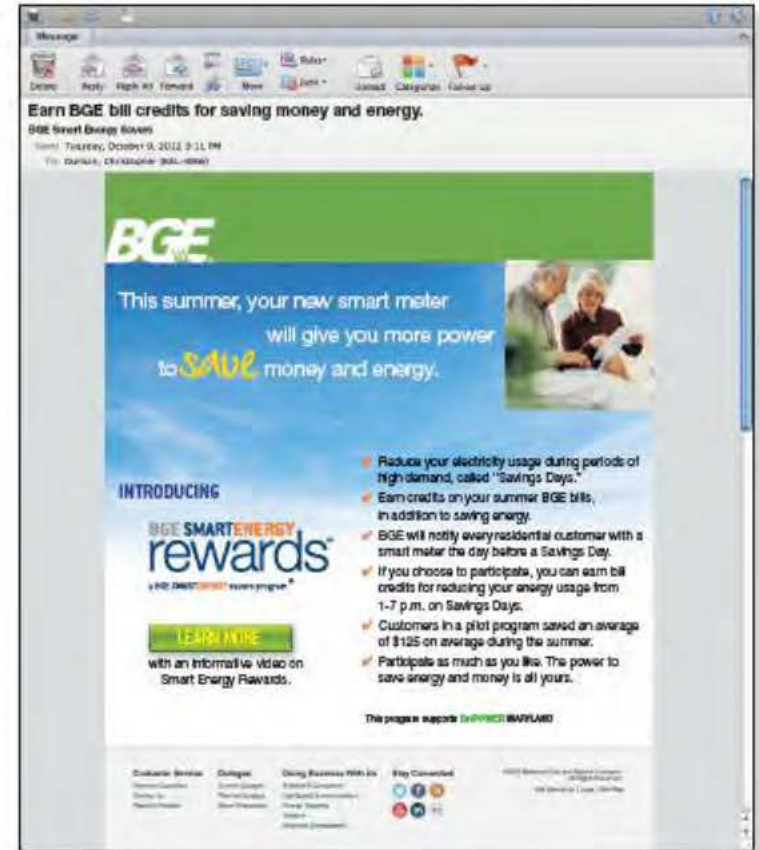 Message
Delete Reply Reply All Forward Move Rules Junk Unread Categorize Follow Up
Earn BGE bill credits for saving money and energy.
BGE Smart Energy Savers
Tuesday, October 9, 2012 3:11 PM
To: Christopher
BGE
This summer, your new smart meter
will give you more power
to save money and energy.
INTRODUCING
BGE SMARTENERGY
rewards
a BGE SMARTENERGY savers program
LEARN MORE
with an informative video on
Smart Energy Rewards.
Reduce your electricity usage during periods of
high demand, called "Savings Days."
Earn credits on your summer BGE bills,
in addition to saving energy.
BGE will notify every residential customer with a
smart meter the day before a Savings Day.
If you choose to participate, you can earn bill
credits for reducing your energy usage from
1-7 p.m. on Savings Days.
Customers in a pilot program saved an average
of $125 on average during the summer.
Participate as much as you like. The power to
save energy and money is all yours.
This program supports EmPOWER MARYLAND
Customer Service Outages Doing Business With Us Stay Connected